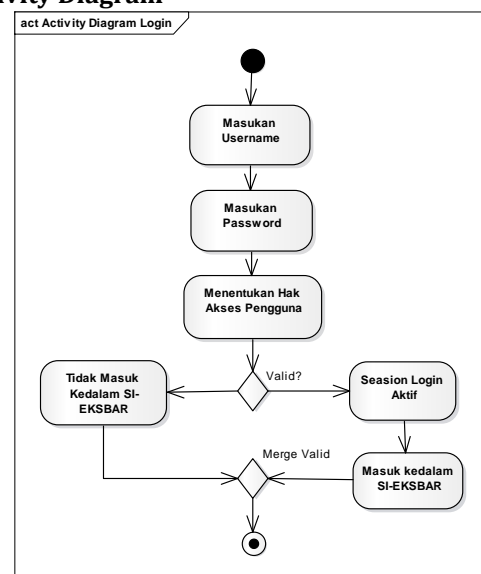 act Activity Diagram Login
Masukan
Username
Masukan
Password
Menentukan Hak
Akses Pengguna
Valid?
Tidak Masuk
Kedalam SI-
EKSBAR
Seasion Login
Aktif
Merge Valid
Masuk kedalam
SI-EKSBAR